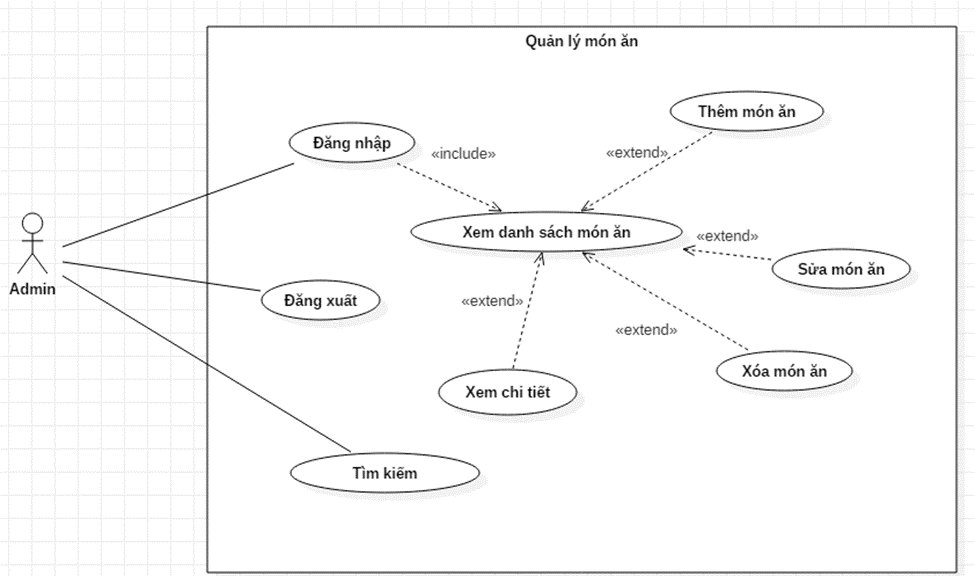 Quản lý món ăn
Thêm món ăn
Đăng nhập
«include»
«extend»
Xem danh sách món ăn
«extend»
Sửa món ăn
Admin
Đăng xuất
«extend»
«extend»
Xóa món ăn
Xem chi tiết
Tìm kiếm